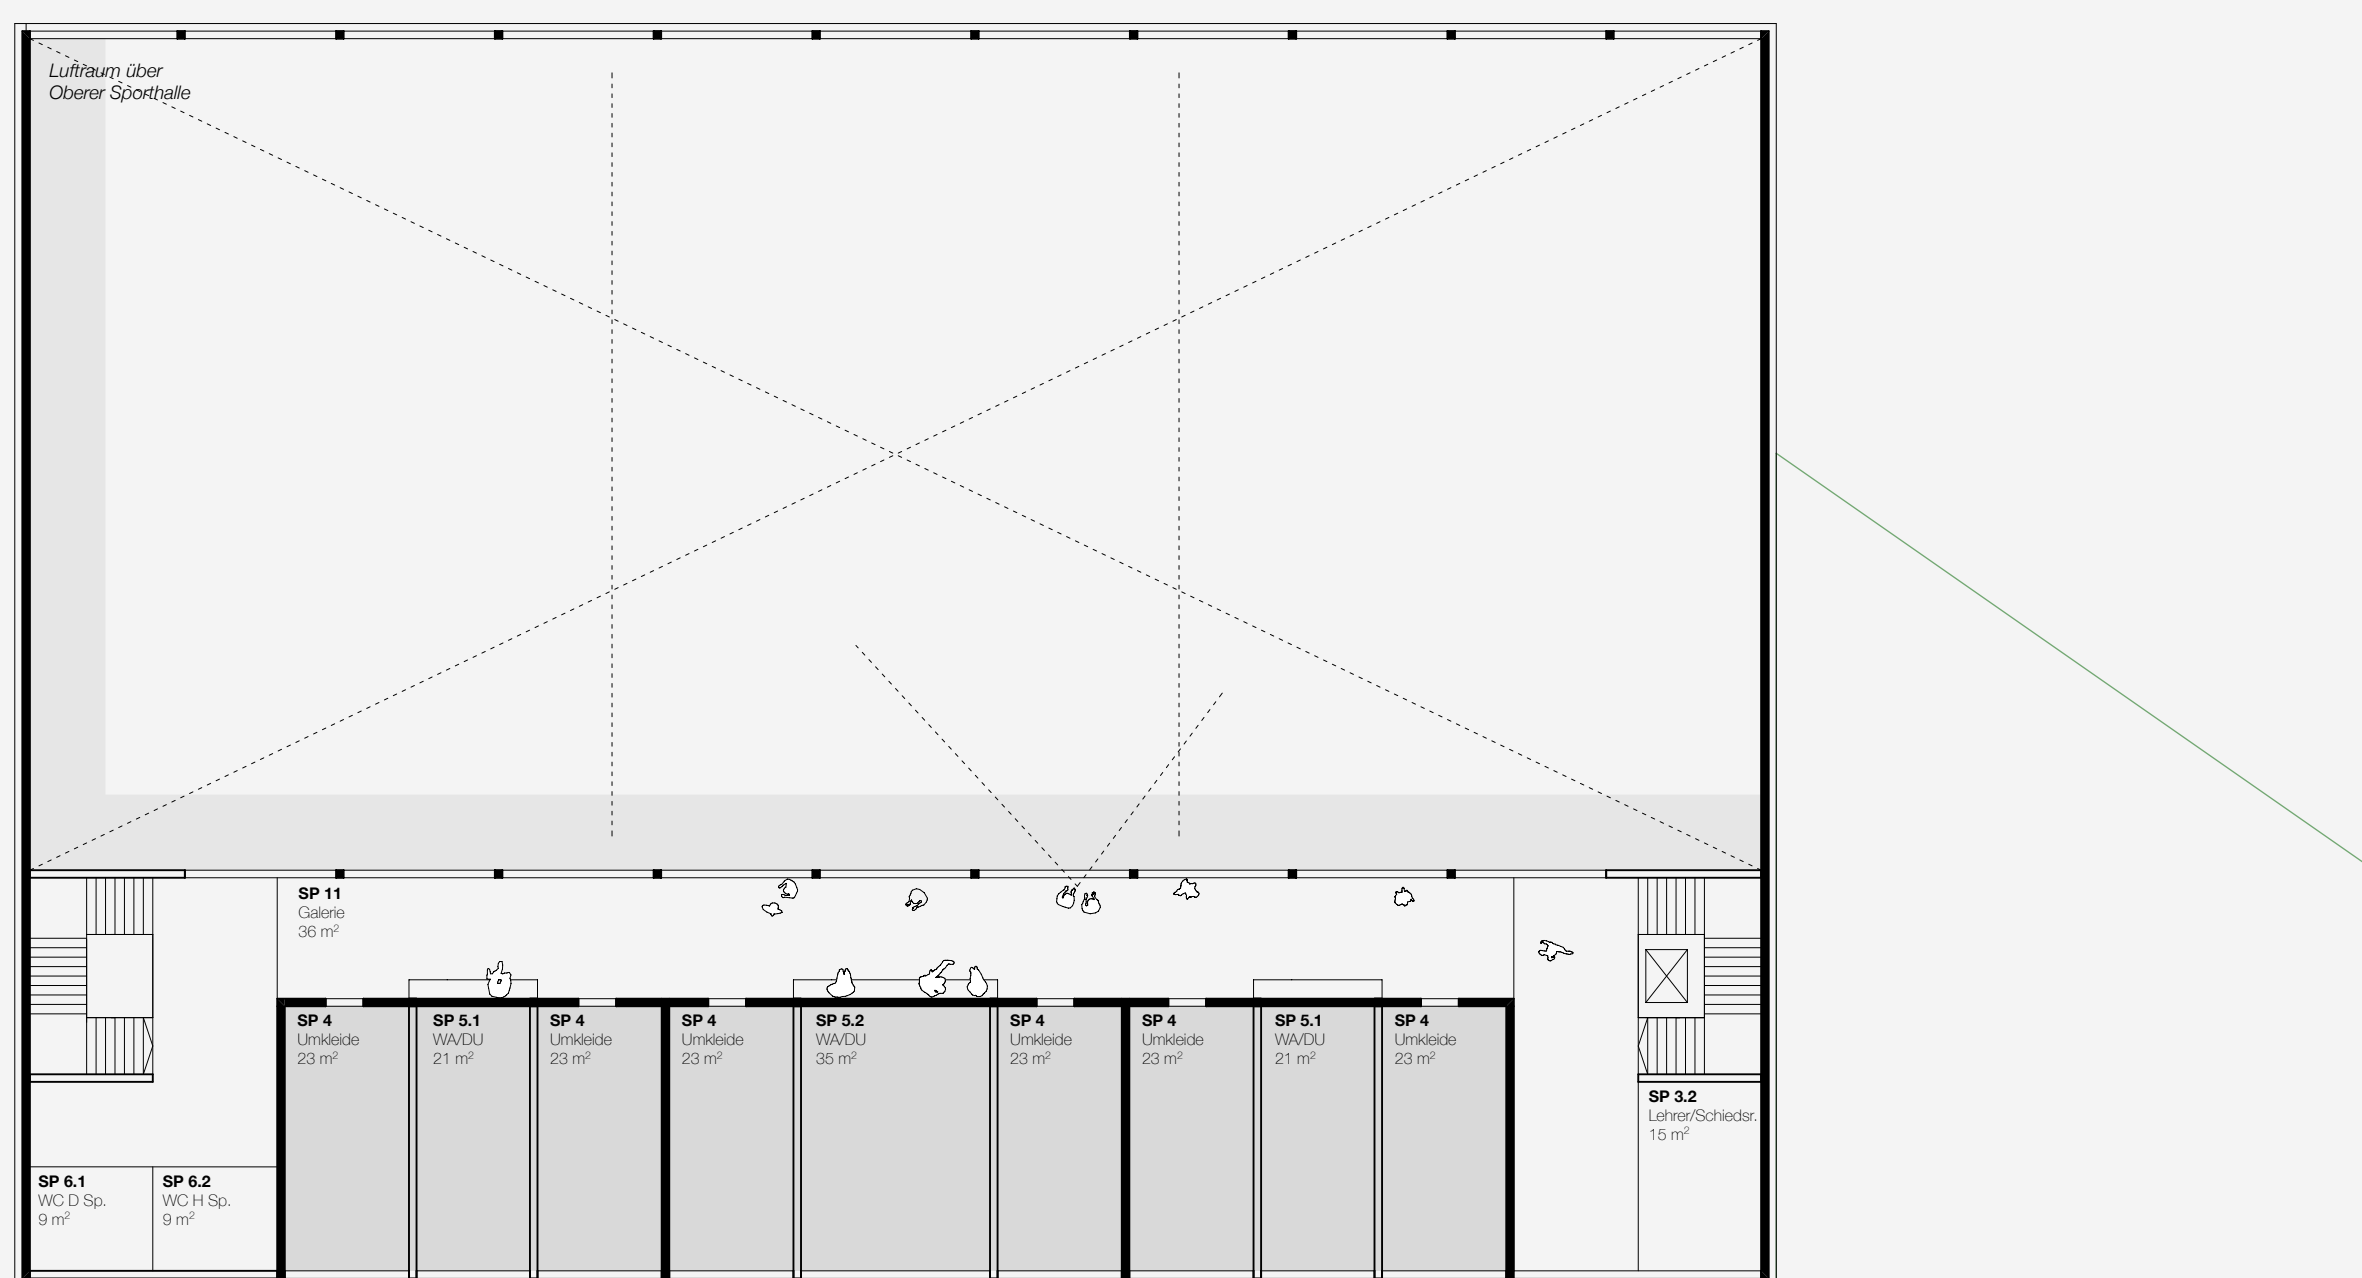 Luftraum über
Oberer Sporthalle
SP 11
Galerie
36 m²
SP 4
Umkleide
23 m²
SP 5.1
WA/DU
21 m²
SP 4
Umkleide
23 m²
SP 4
Umkleide
23 m²
SP 5.2
WA/DU
35 m²
SP 4
Umkleide
23 m²
SP 4
Umkleide
23 m²
SP 5.1
WA/DU
21 m²
SP 4
Umkleide
23 m²
SP 3.2
Lehrer/Schiedsr.
15 m²
SP 6.1
WC D Sp.
9 m²
SP 6.2
WC H Sp.
9 m²